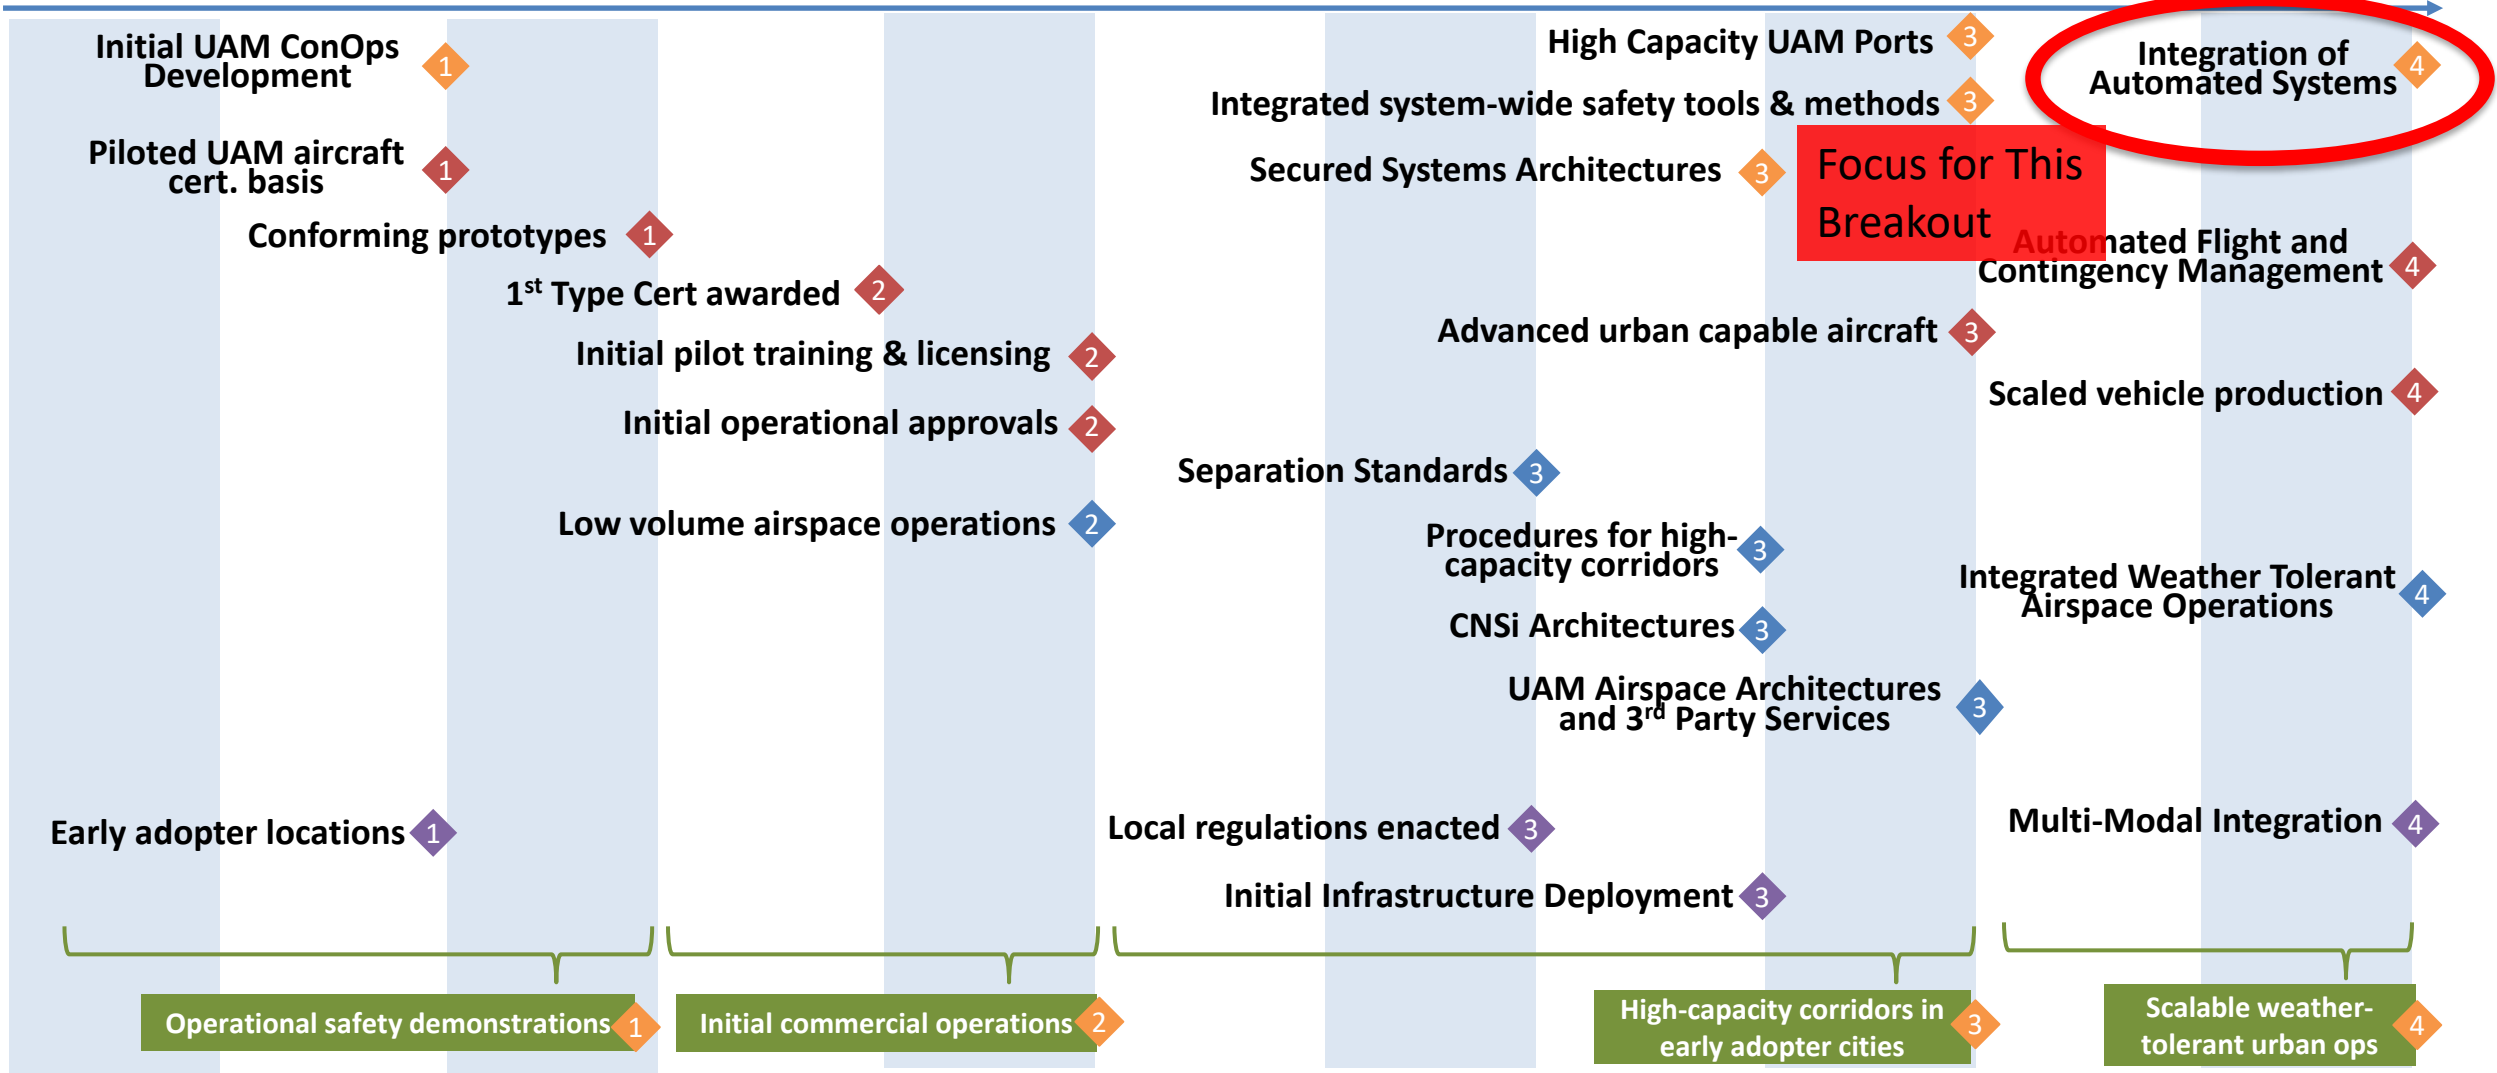 Initial UAM ConOps
Development
1
High Capacity UAM Ports
3
Integration of
Automated Systems
4
Integrated system-wide safety tools & methods
3
Piloted UAM aircraft
cert. basis
1
Secured Systems Architectures
3
Focus for This
Breakout
Conforming prototypes
1
Automated Flight and
Contingency Management
4
1st Type Cert awarded
2
Advanced urban capable aircraft
3
Initial pilot training & licensing
2
Scaled vehicle production
4
Initial operational approvals
2
Separation Standards
3
Low volume airspace operations
2
Procedures for high-
capacity corridors
3
Integrated Weather Tolerant
Airspace Operations
4
CNSi Architectures
3
UAM Airspace Architectures
and 3rd Party Services
3
Early adopter locations
1
Local regulations enacted
3
Multi-Modal Integration
4
Initial Infrastructure Deployment
3
Operational safety demonstrations
1
Initial commercial operations
2
High-capacity corridors in
early adopter cities
3
Scalable weather-
tolerant urban ops
4